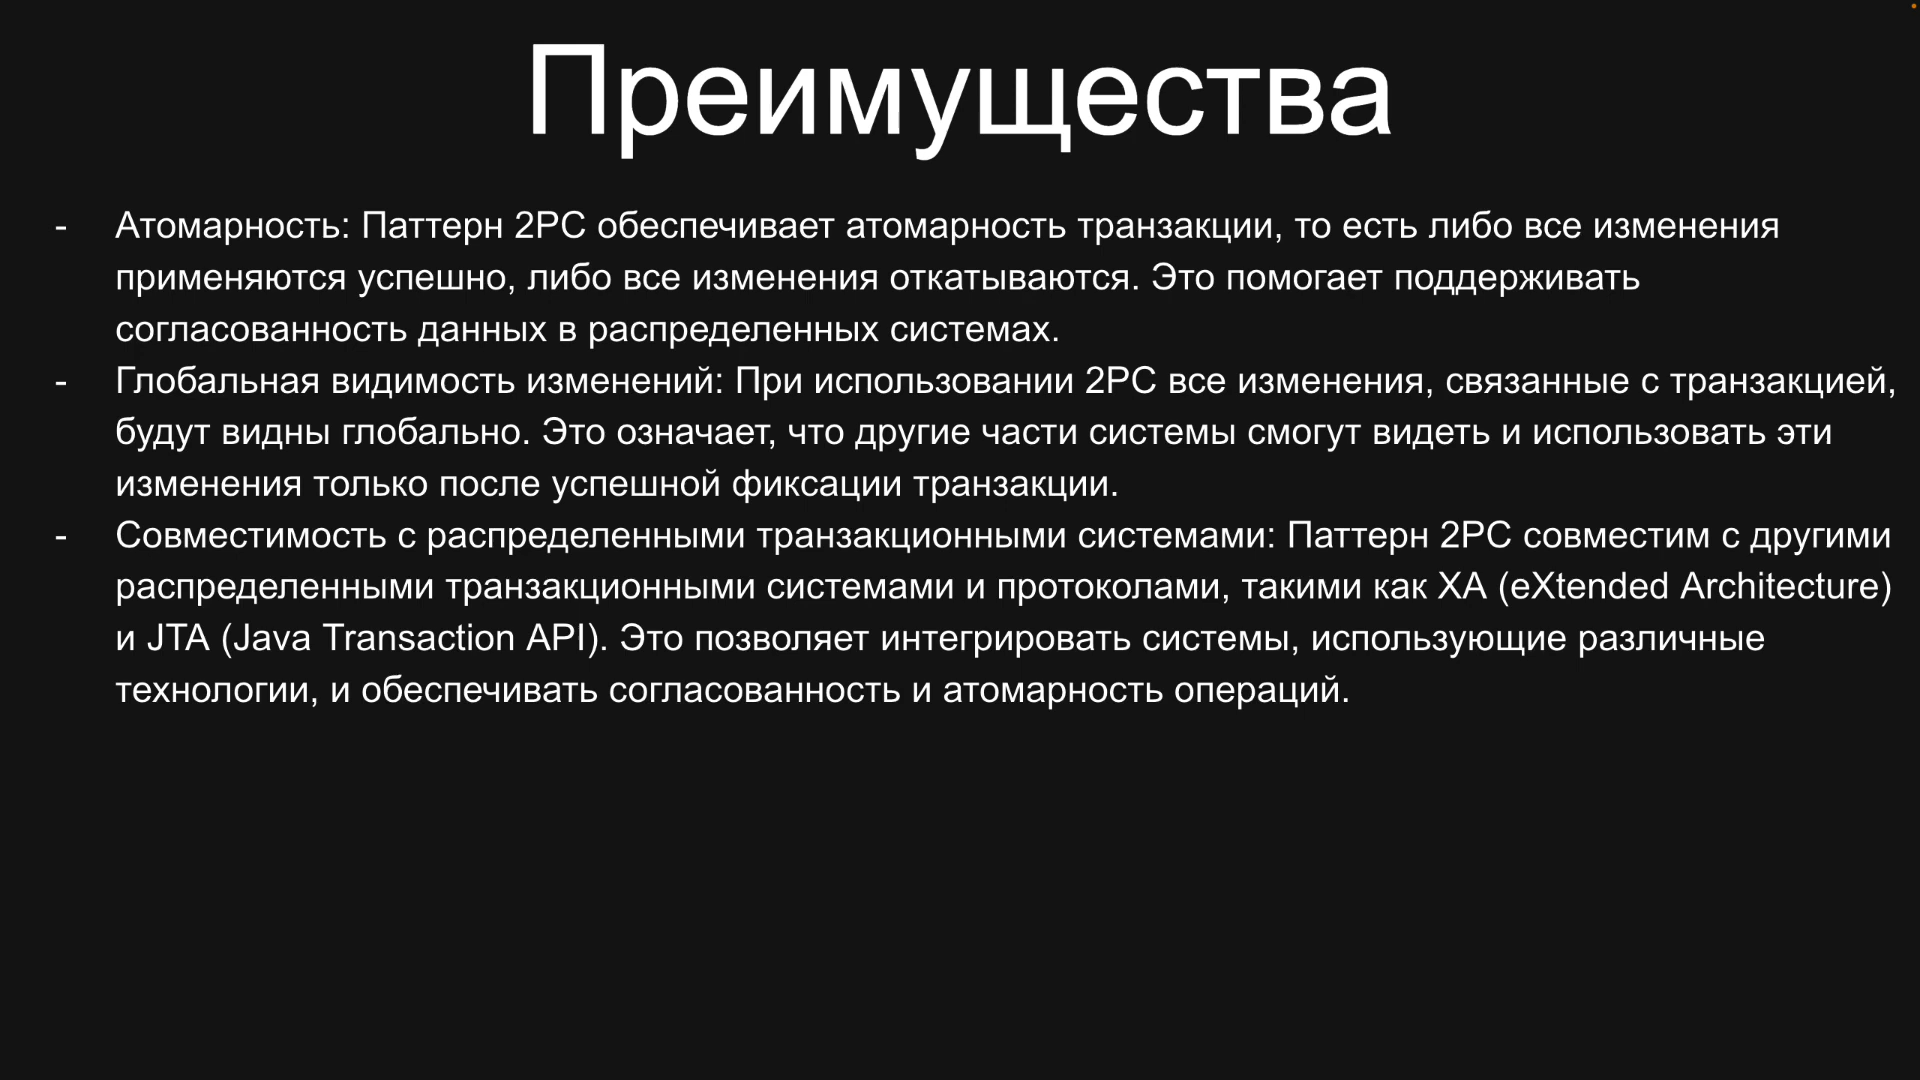 Преимущества
- Атомарность: Паттерн 2PC обеспечивает атомарность транзакции, то есть либо все изменения
применяются успешно, либо все изменения откатываются. Это помогает поддерживать
согласованность данных в распределенных системах.
- Глобальная видимость изменений: При использовании 2PC все изменения, связанные с транзакцией,
будут видны глобально. Это означает, что другие части системы смогут видеть и использовать эти
изменения только после успешной фиксации транзакции.
- Совместимость с распределенными транзакционными системами: Паттерн 2PC совместим с другими
распределенными транзакционными системами и протоколами, такими как XA (eXtended Architecture)
и JTA (Java Transaction API). Это позволяет интегрировать системы, использующие различные
технологии, и обеспечивать согласованность и атомарность операций.